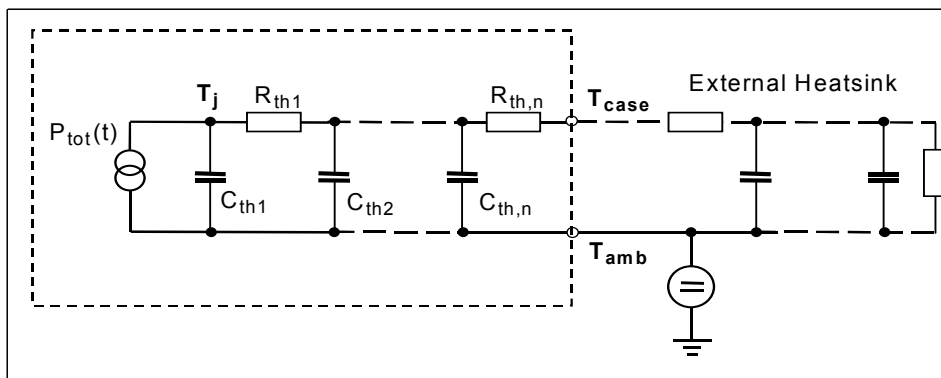 External Heatsink
T_j
R_th1
R_th,n
T_case
P_tot(t)
C_th1
C_th2
C_th,n
T_amb